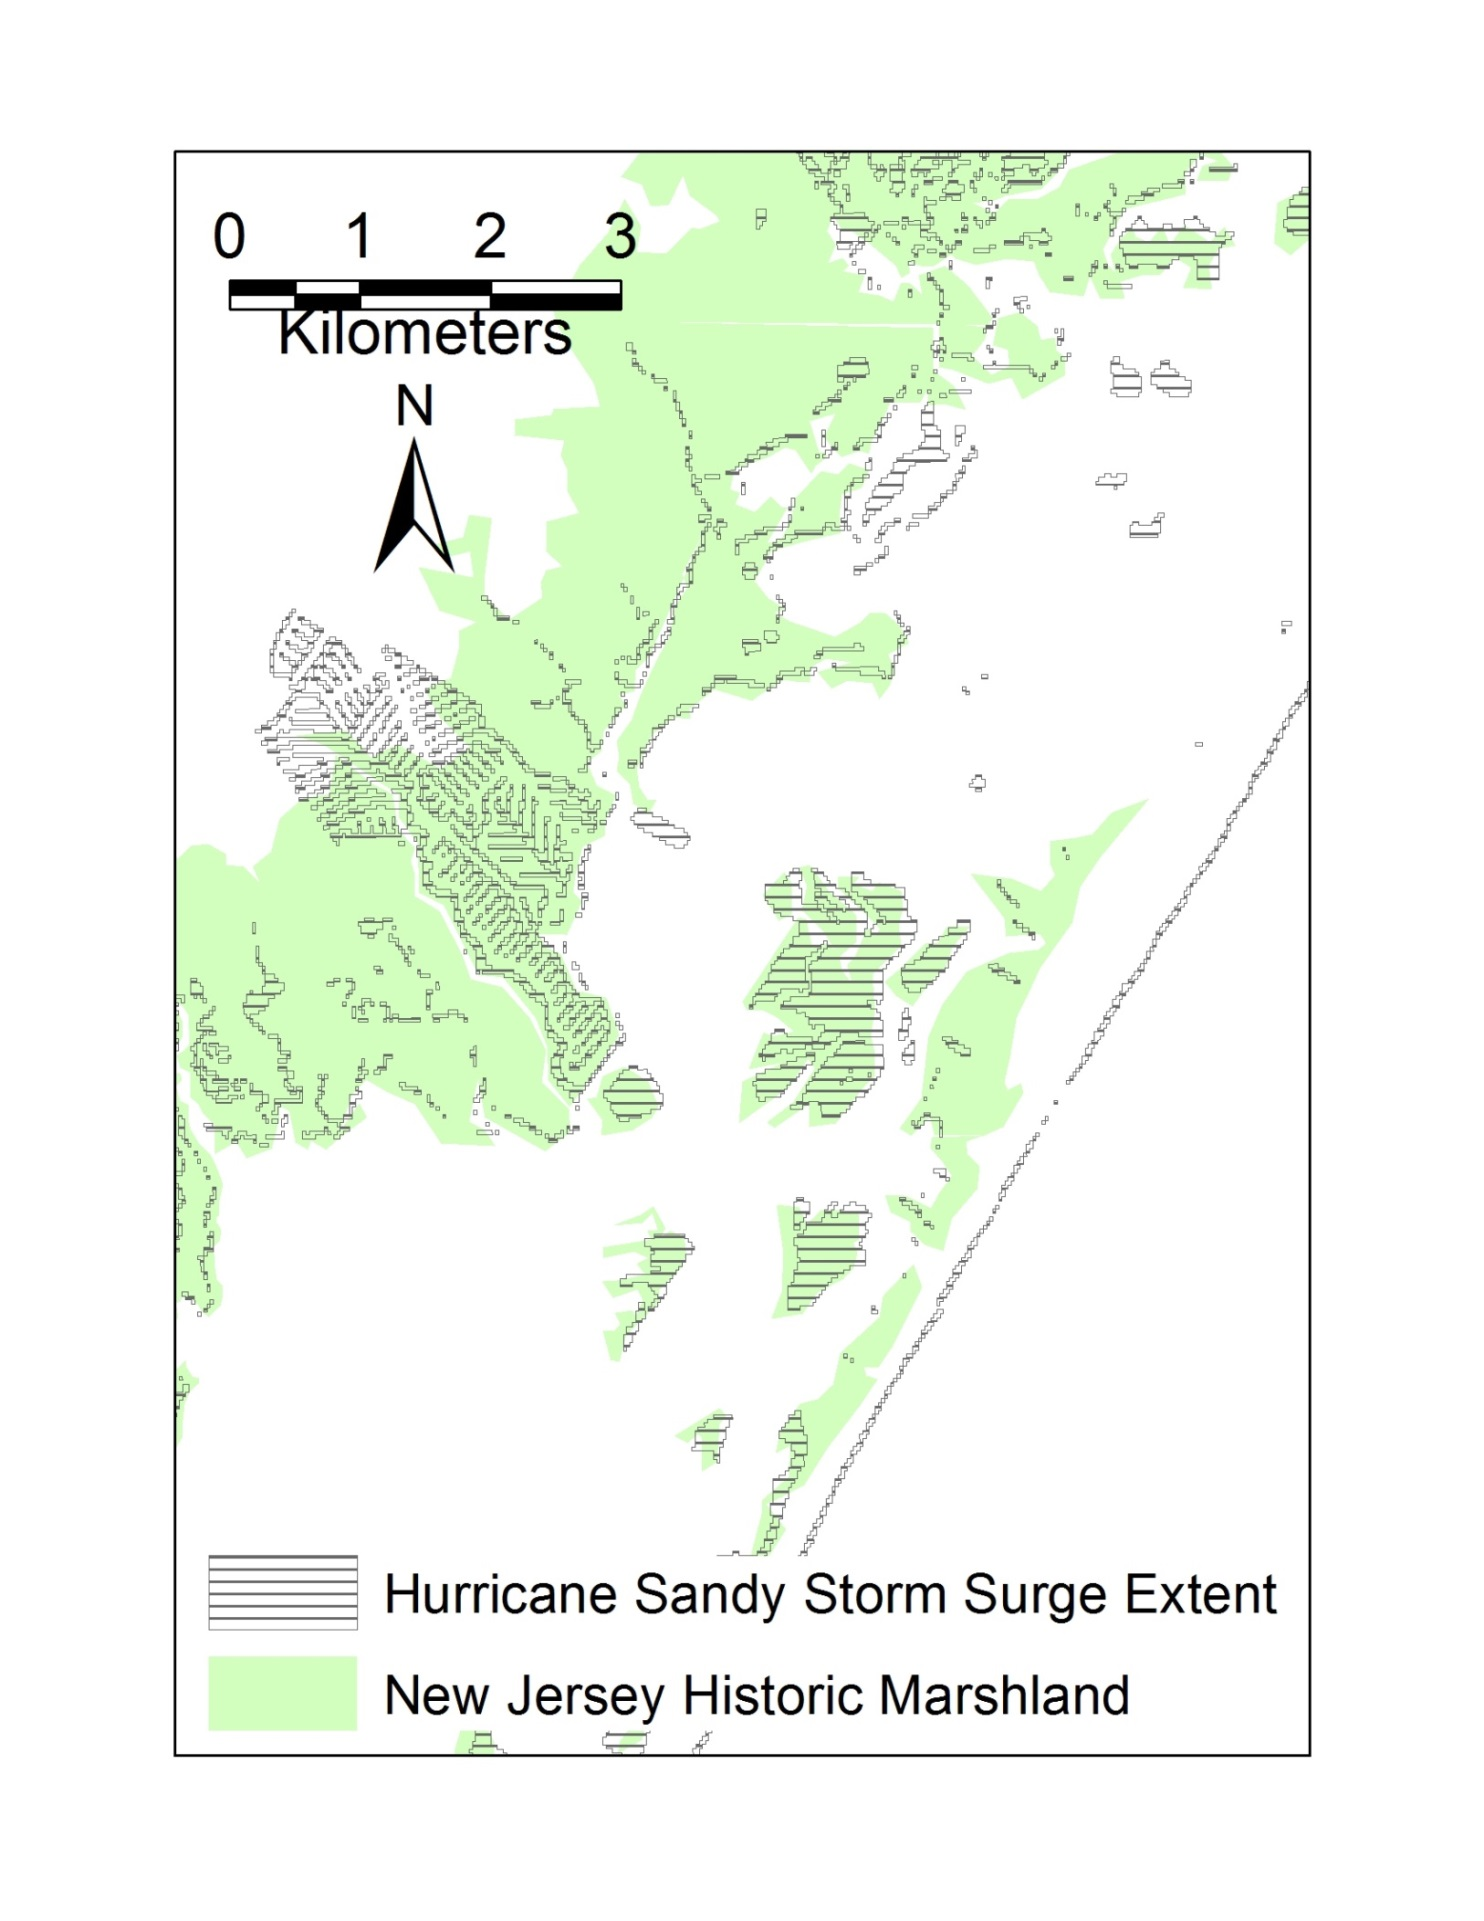 0 1 2 3
Kilometers
N
Hurricane Sandy Storm Surge Extent
New Jersey Historic Marshland